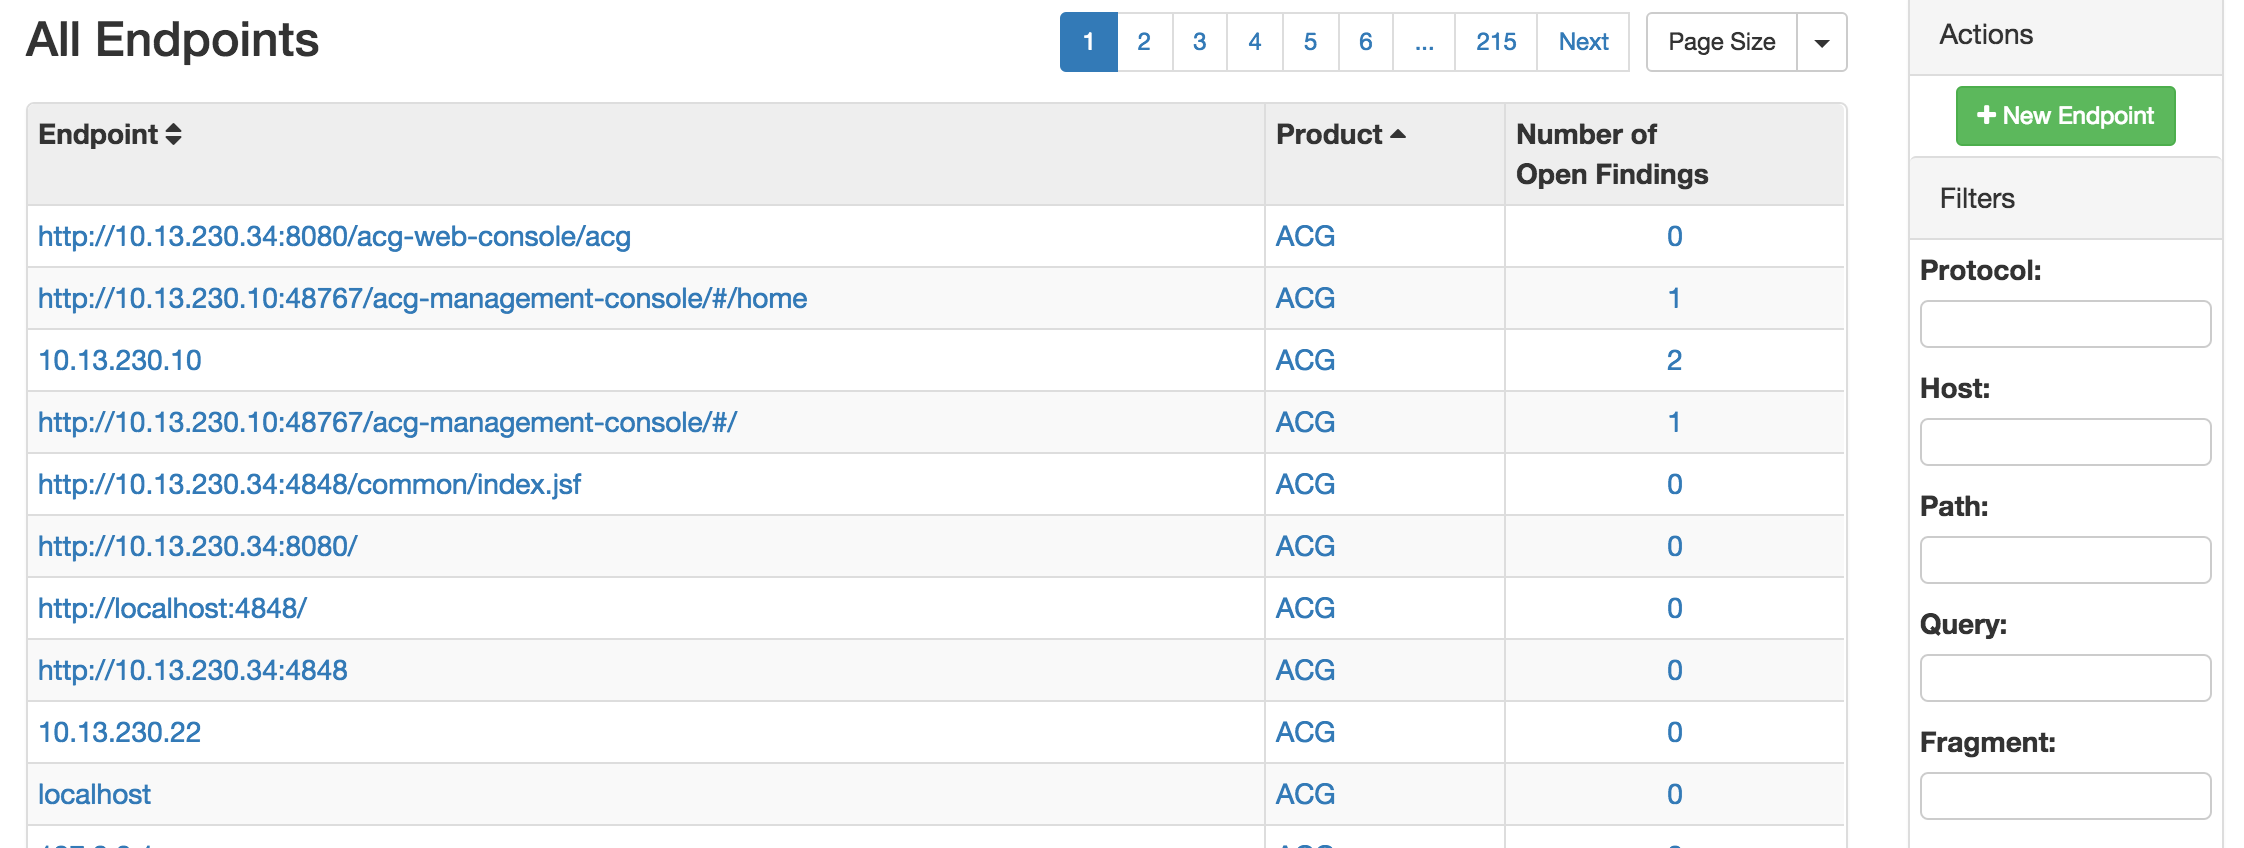 All Endpoints
1 2 3 4 5 6 ... 215 Next
Page Size
Endpoint Product Number of
Open Findings
http://10.13.230.34:8080/acg-web-console/acg ACG 0
http://10.13.230.10:48767/acg-management-console/#/home ACG 1
10.13.230.10 ACG 2
http://10.13.230.10:48767/acg-management-console/#/ ACG 1
http://10.13.230.34:4848/common/index.jsf ACG 0
http://10.13.230.34:8080/ ACG 0
http://localhost:4848/ ACG 0
http://10.13.230.34:4848 ACG 0
10.13.230.22 ACG 0
localhost ACG 0
Actions
New Endpoint
Filters
Protocol:
Host:
Path:
Query:
Fragment: